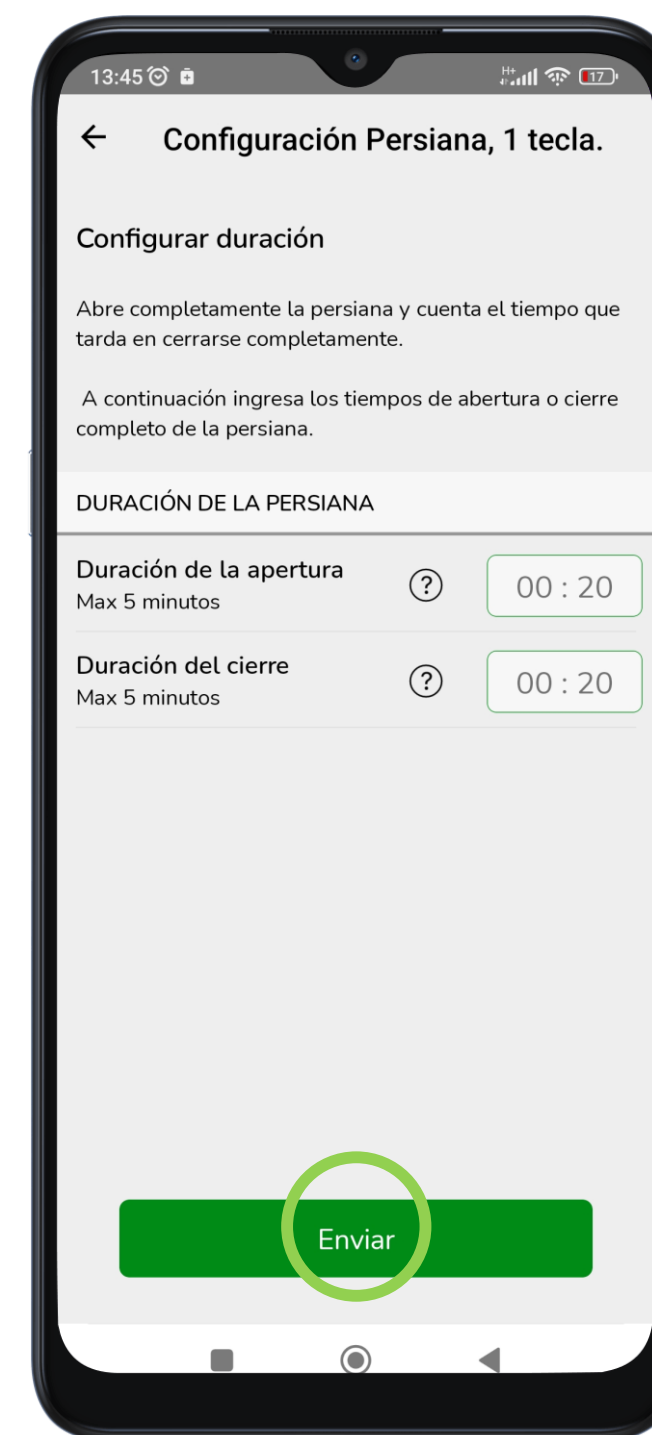 13:45
H+
17
Configuración Persiana, 1 tecla.
Configurar duración
Abre completamente la persiana y cuenta el tiempo que
tarda en cerrarse completamente.
A continuación ingresa los tiempos de abertura o cierre
completo de la persiana.
DURACIÓN DE LA PERSIANA
Duración de la apertura
Max 5 minutos
?
00 : 20
Duración del cierre
Max 5 minutos
?
00 : 20
Enviar